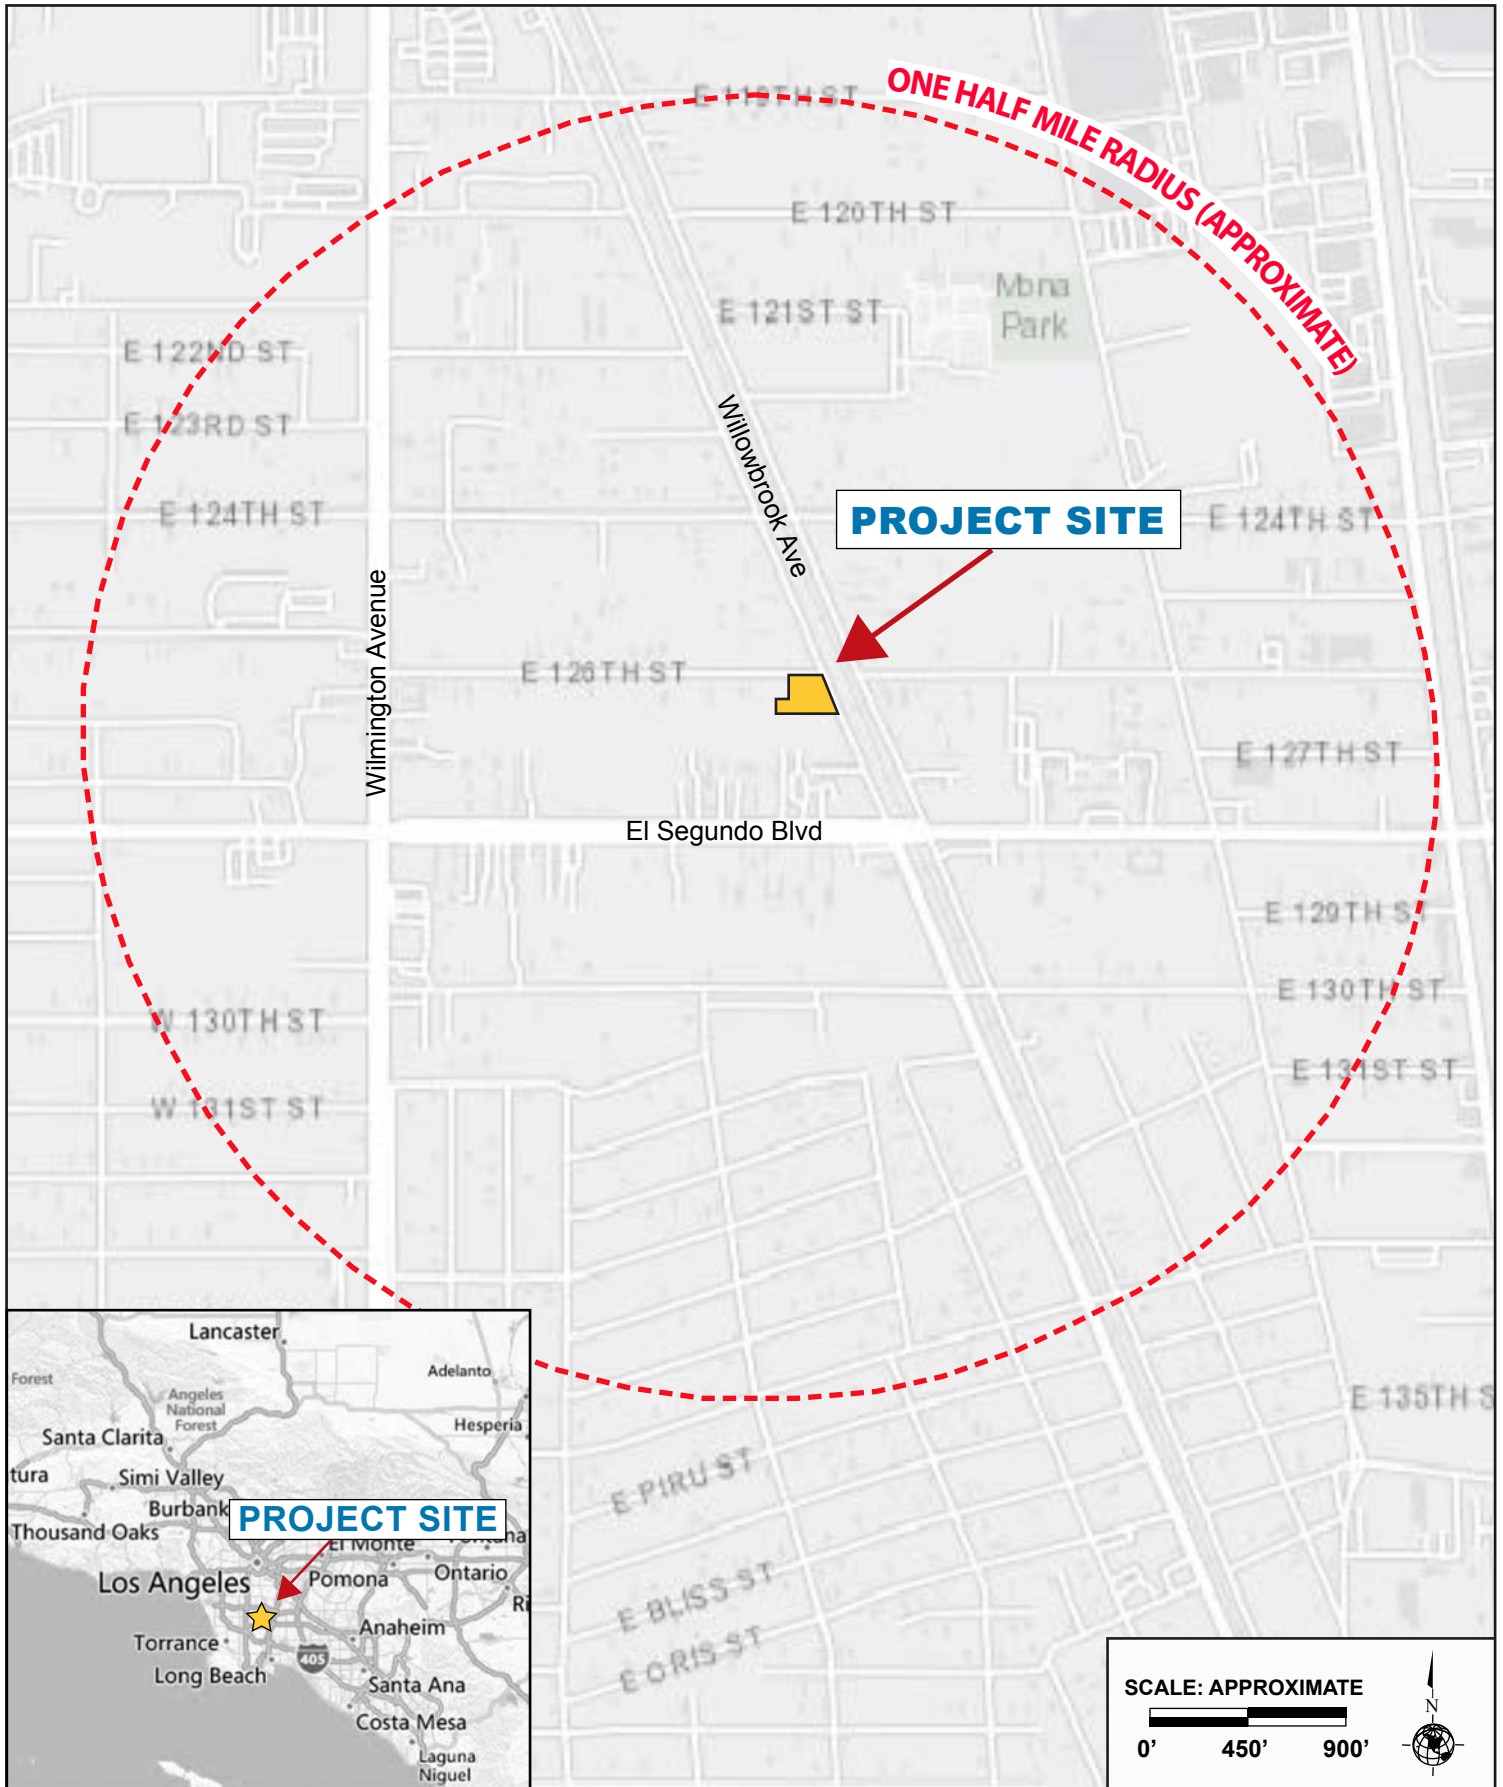 E 119TH ST
ONE HALF MILE RADIUS (APPROXIMATE)
E 120TH ST
Mona
Park
E 121ST ST
E 122ND ST
E 123RD ST
Willowbrook Ave
PROJECT SITE
E 124TH ST
E 124TH ST
Wilmington Avenue
E 126TH ST
E 127TH ST
El Segundo Blvd
E 129TH ST
E 130TH ST
W 130TH ST
E 131ST ST
W 131ST ST
E 135TH S
E PIRU ST
E BLISS ST
E ORIS ST
Lancaster
Forest
Adelanto
Angeles
National
Forest
Hesperia
Santa Clarita
tura
Simi Valley
Burbank
PROJECT SITE
Thousand Oaks
El Monte
Los Angeles
Pomona
Ontario
Ri
Anaheim
Torrance
405
Long Beach
Santa Ana
Costa Mesa
Laguna
Niguel
SCALE: APPROXIMATE
0' 450' 900'
N